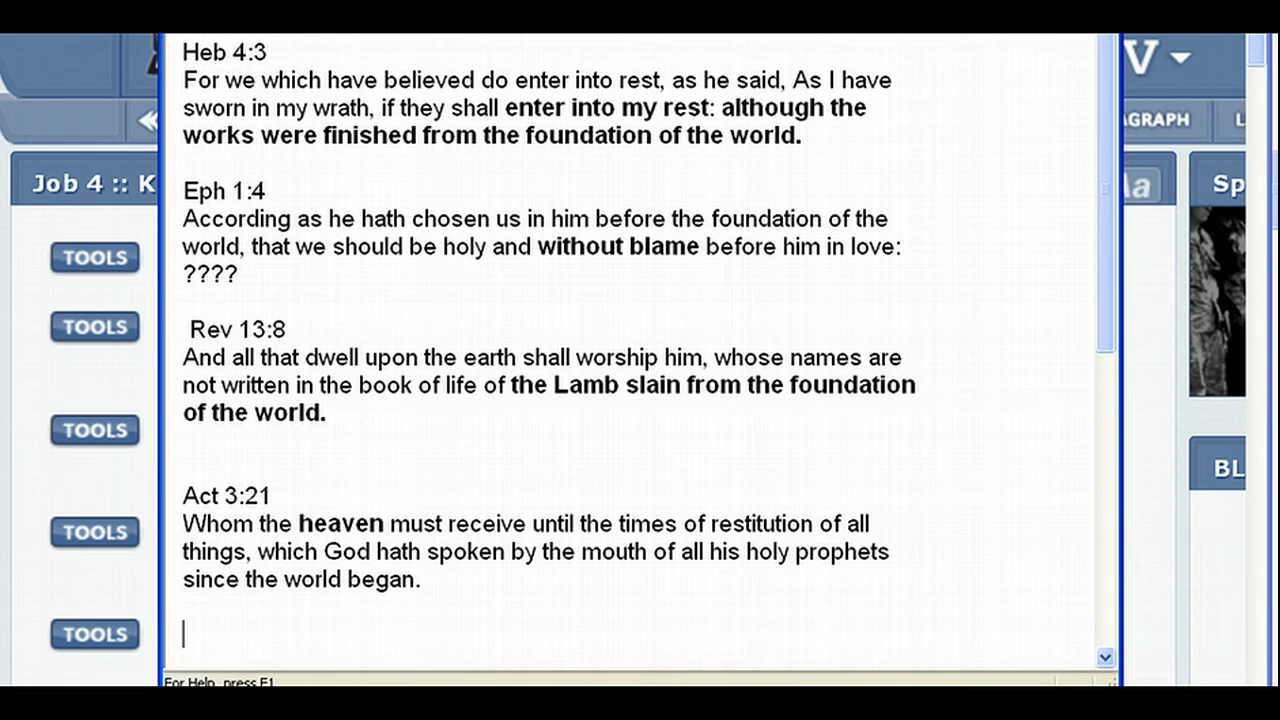 Heb 4:3
For we which have believed do enter into rest, as he said, As I have
sworn in my wrath, if they shall enter into my rest: although the
works were finished from the foundation of the world.
Eph 1:4
According as he hath chosen us in him before the foundation of the
world, that we should be holy and without blame before him in love:
????
Rev 13:8
And all that dwell upon the earth shall worship him, whose names are
not written in the book of life of the Lamb slain from the foundation
of the world.
Act 3:21
Whom the heaven must receive until the times of restitution of all
things, which God hath spoken by the mouth of all his holy prophets
since the world began.
For Help, press F1
Job 4 :: K
TOOLS
TOOLS
TOOLS
TOOLS
TOOLS
V
AGRAPH
L
Aa
Sp
BL